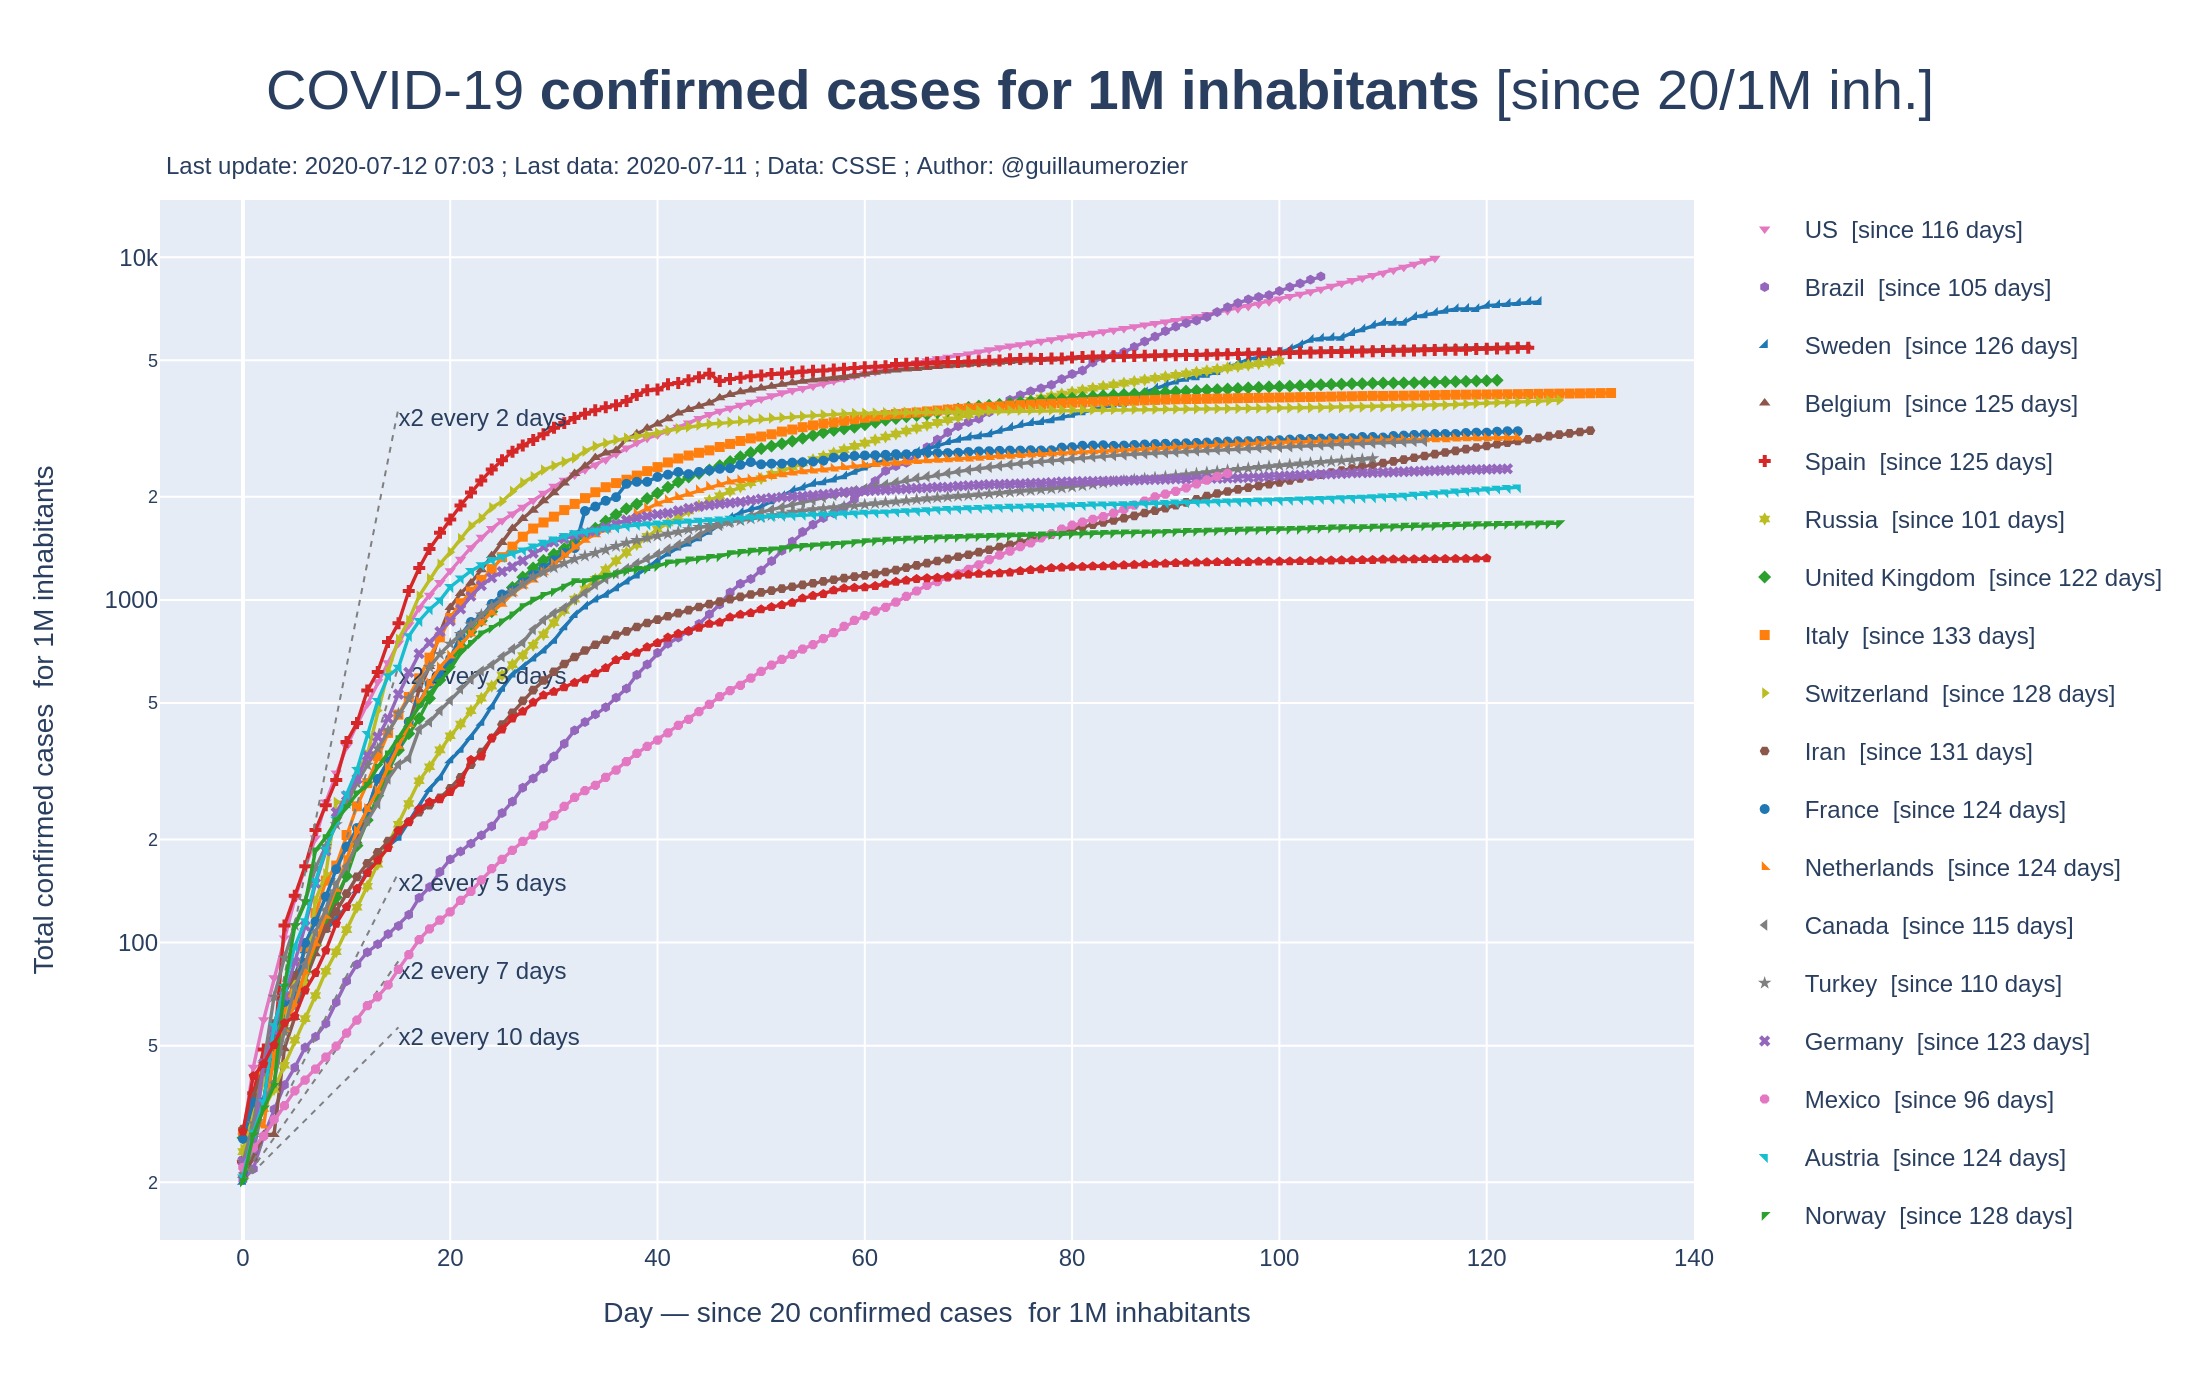 COVID-19 confirmed cases for 1M inhabitants [since 20/1M inh.]
Last update: 2020-07-12 07:03 ; Last data: 2020-07-11 ; Data: CSSE ; Author: @guillaumerozier
Total confirmed cases  for 1M inhabitants
10k
5
2
1000
5
2
100
5
2
x2 every 2 days
x2 every 3 days
x2 every 5 days
x2 every 7 days
x2 every 10 days
0 20 40 60 80 100 120 140
Day — since 20 confirmed cases  for 1M inhabitants
US  [since 116 days]
Brazil  [since 105 days]
Sweden  [since 126 days]
Belgium  [since 125 days]
Spain  [since 125 days]
Russia  [since 101 days]
United Kingdom  [since 122 days]
Italy  [since 133 days]
Switzerland  [since 128 days]
Iran  [since 131 days]
France  [since 124 days]
Netherlands  [since 124 days]
Canada  [since 115 days]
Turkey  [since 110 days]
Germany  [since 123 days]
Mexico  [since 96 days]
Austria  [since 124 days]
Norway  [since 128 days]